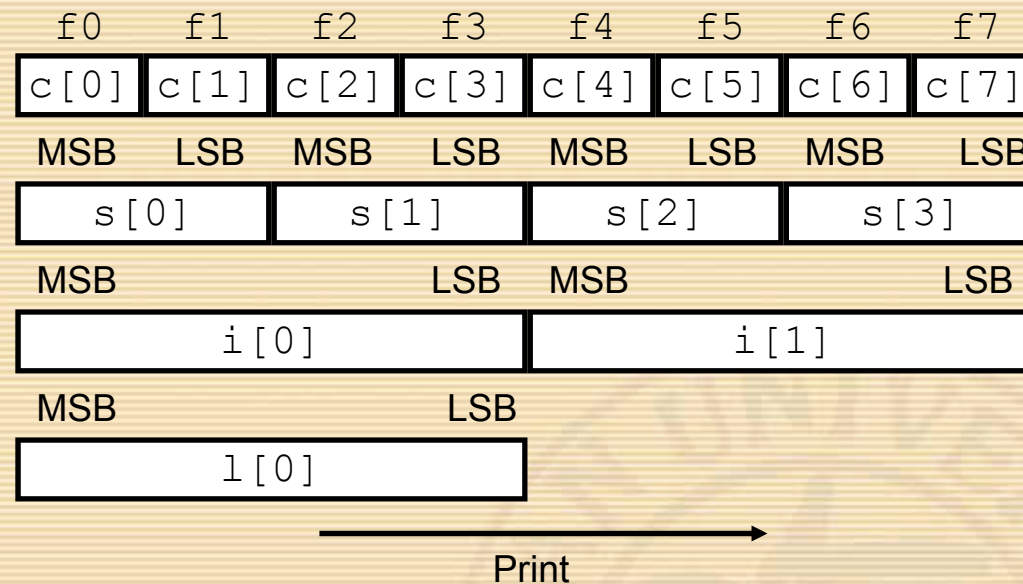 f0 f1 f2 f3 f4 f5 f6 f7
c[0] c[1] c[2] c[3] c[4] c[5] c[6] c[7]
MSB LSB MSB LSB MSB LSB MSB LSB
s[0] s[1] s[2] s[3]
MSB LSB MSB LSB
i[0] i[1]
MSB LSB
l[0]
Print